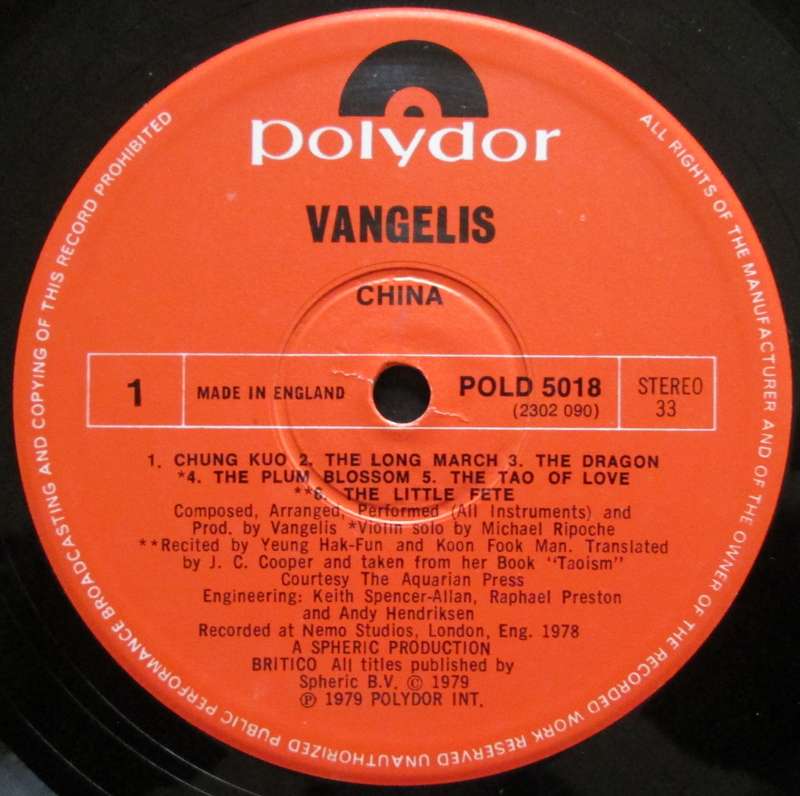 polydor
VANGELIS
CHINA
1
MADE IN ENGLAND
POLD 5018
(2302 090)
STEREO
33
1. CHUNG KUO 2. THE LONG MARCH 3. THE DRAGON
*4. THE PLUM BLOSSOM 5. THE TAO OF LOVE
**6. THE LITTLE FETE
Composed, Arranged, Performed (All Instruments) and
Prod. by Vangelis *Violin solo by Michael Ripoche
**Recited by Yeung Hak-Fun and Koon Fook Man. Translated
by J. C. Cooper and taken from her Book "Taoism"
Courtesy The Aquarian Press
Engineering: Keith Spencer-Allan, Raphael Preston
and Andy Hendriksen
Recorded at Nemo Studios, London, Eng. 1978
A SPHERIC PRODUCTION
BRITICO All titles published by
Spheric B.V. © 1979
℗ 1979 POLYDOR INT.
ALL RIGHTS OF THE MANUFACTURER AND OF THE OWNER OF THE RECORDED WORK RESERVED UNAUTHORIZED PUBLIC PERFORMANCE BROADCASTING AND COPYING OF THIS RECORD PROHIBITED